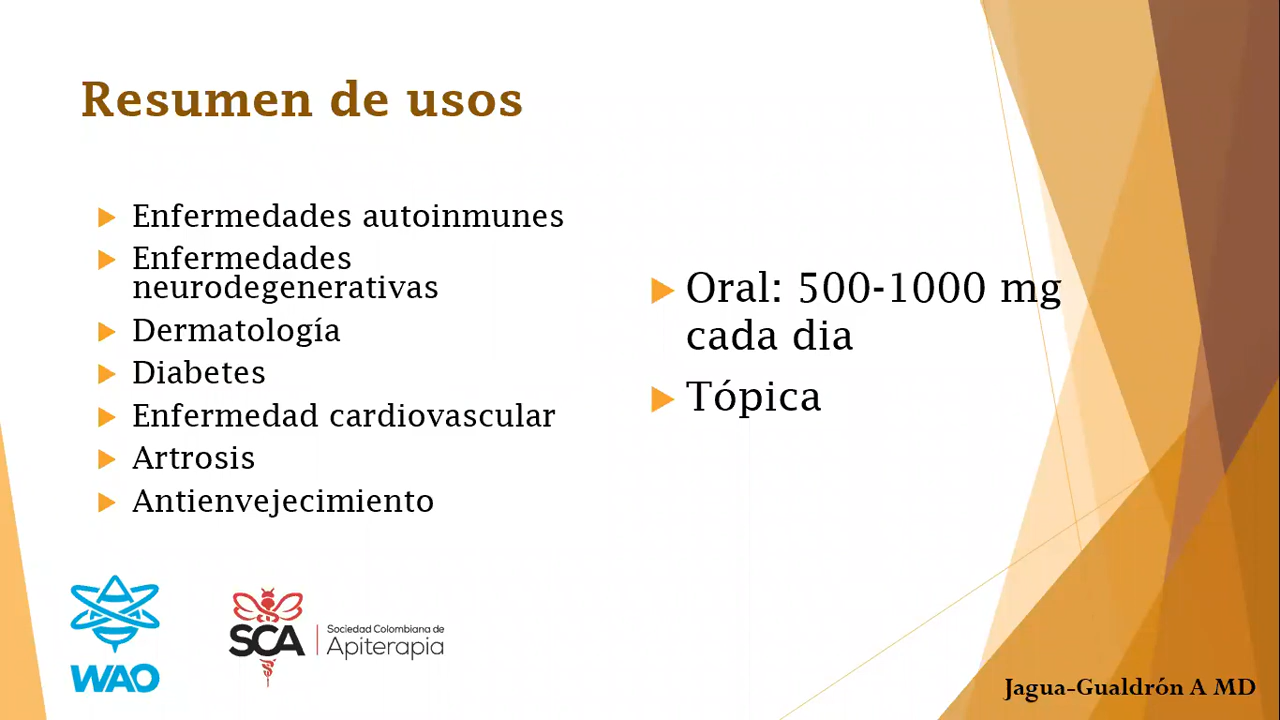 Resumen de usos
Enfermedades autoinmunes
Enfermedades
neurodegenerativas
Dermatología
Diabetes
Enfermedad cardiovascular
Artrosis
Antienvejecimiento
Oral: 500-1000 mg
cada dia
Tópica
WAO
SCA
Sociedad Colombiana de
Apiterapia
Jagua-Gualdrón A MD